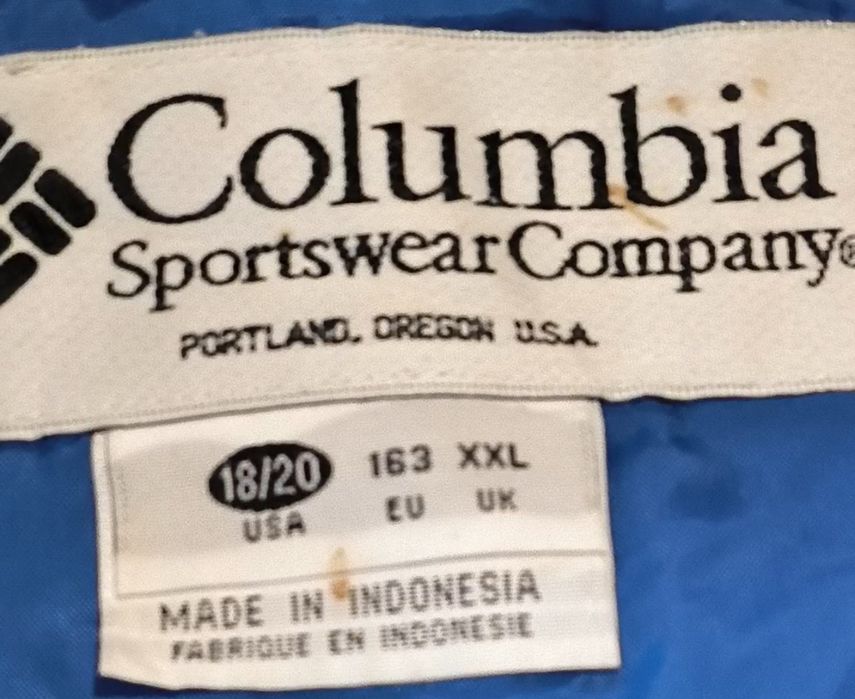 Columbia
Sportswear Company®
PORTLAND, OREGON U.S.A.
18/20 163 XXL
USA EU UK
MADE IN INDONESIA
FABRIQUE EN INDONESIE